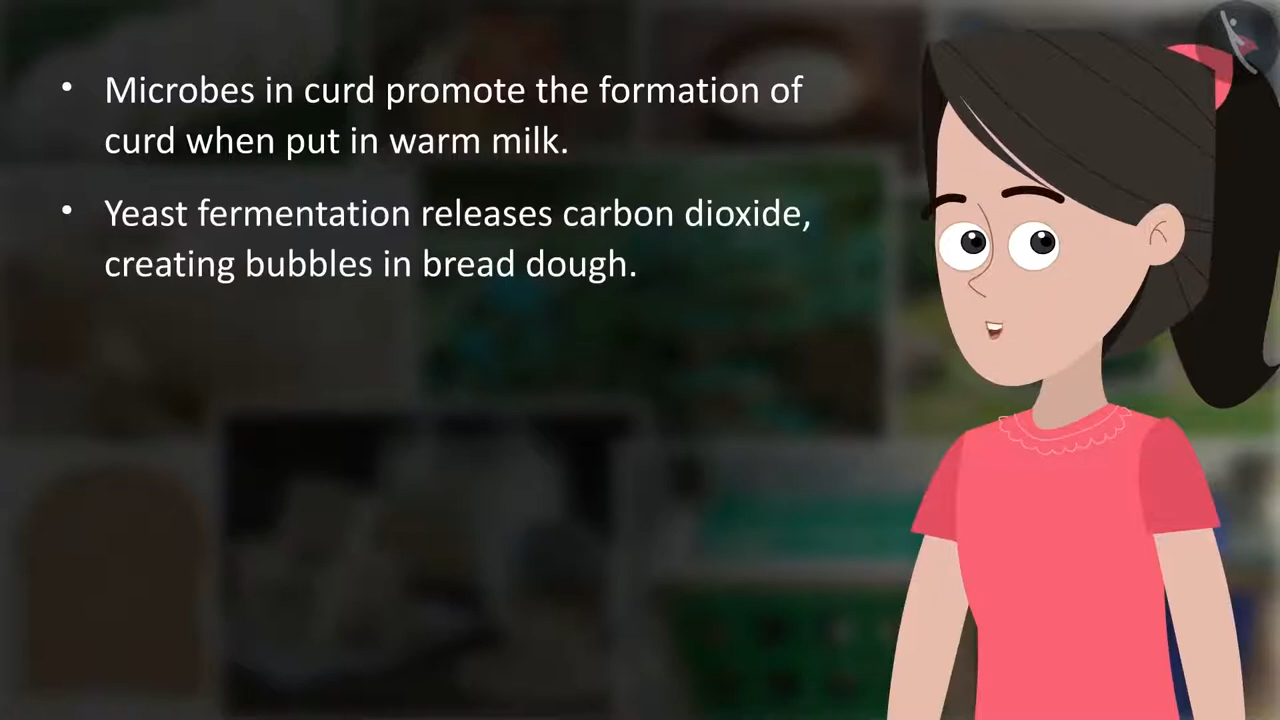 • Microbes in curd promote the formation of
curd when put in warm milk.
• Yeast fermentation releases carbon dioxide,
creating bubbles in bread dough.